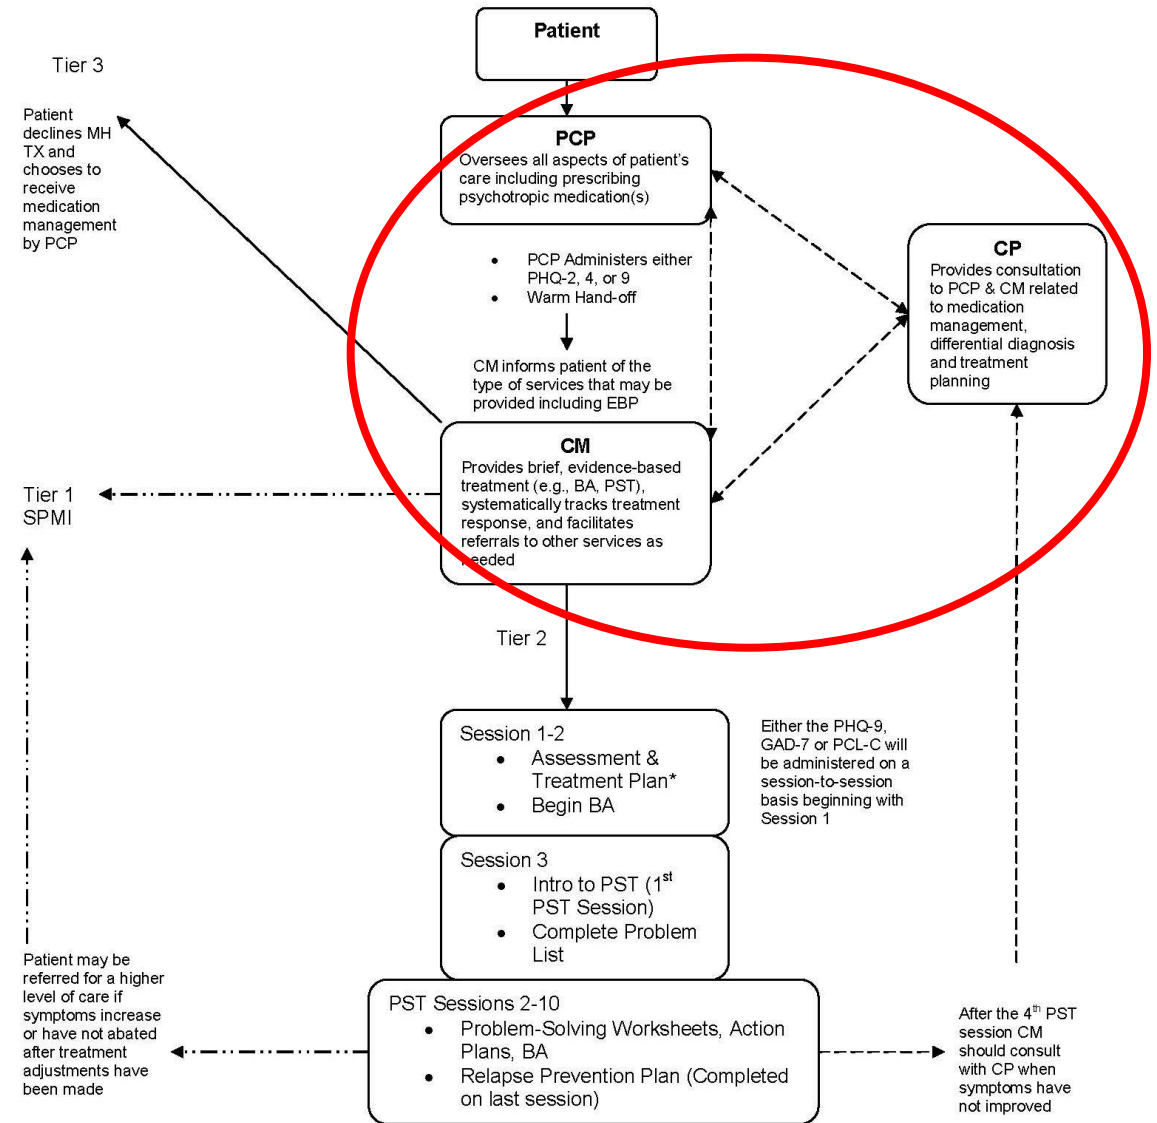 Patient
Tier 3
Patient
declines MH
TX and
chooses to
receive
medication
management
by PCP
PCP
Oversees all aspects of patient's
care including prescribing
psychotropic medication(s)
• PCP Administers either
PHQ-2, 4, or 9
• Warm Hand-off
CM informs patient of the
type of services that may be
provided including EBP
CP
Provides consultation
to PCP & CM related
to medication
management,
differential diagnosis
and treatment
planning
CM
Provides brief, evidence-based
treatment (e.g., BA, PST),
systematically tracks treatment
response, and facilitates
referrals to other services as
needed
Tier 1
SPMI
Tier 2
Session 1-2
• Assessment &
Treatment Plan*
• Begin BA
Either the PHQ-9,
GAD-7 or PCL-C will
be administered on a
session-to-session
basis beginning with
Session 1
Session 3
• Intro to PST (1st
PST Session)
• Complete Problem
List
PST Sessions 2-10
• Problem-Solving Worksheets, Action
Plans, BA
• Relapse Prevention Plan (Completed
on last session)
Patient may be
referred for a higher
level of care if
symptoms increase
or have not abated
after treatment
adjustments have
been made
After the 4th PST
session CM
should consult
with CP when
symptoms have
not improved